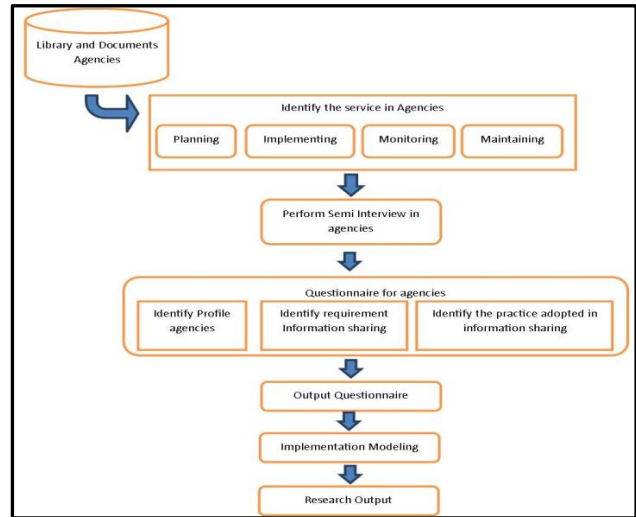 Library and Documents
Agencies
Identify the service in Agencies
Planning
Implementing
Monitoring
Maintaining
Perform Semi Interview in
agencies
Questionnaire for agencies
Identify Profile
agencies
Identify requirement
Information sharing
Identify the practice adopted in
information sharing
Output Questionnaire
Implementation Modeling
Research Output